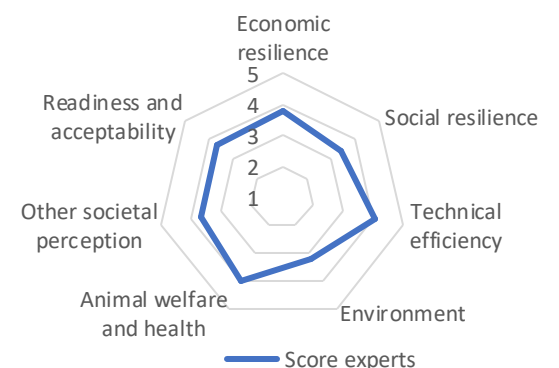 Economic
resilience
5
4
3
2
1
Readiness and
acceptability
Social resilience
Other societal
perception
Technical
efficiency
Animal welfare
and health
Environment
Score experts